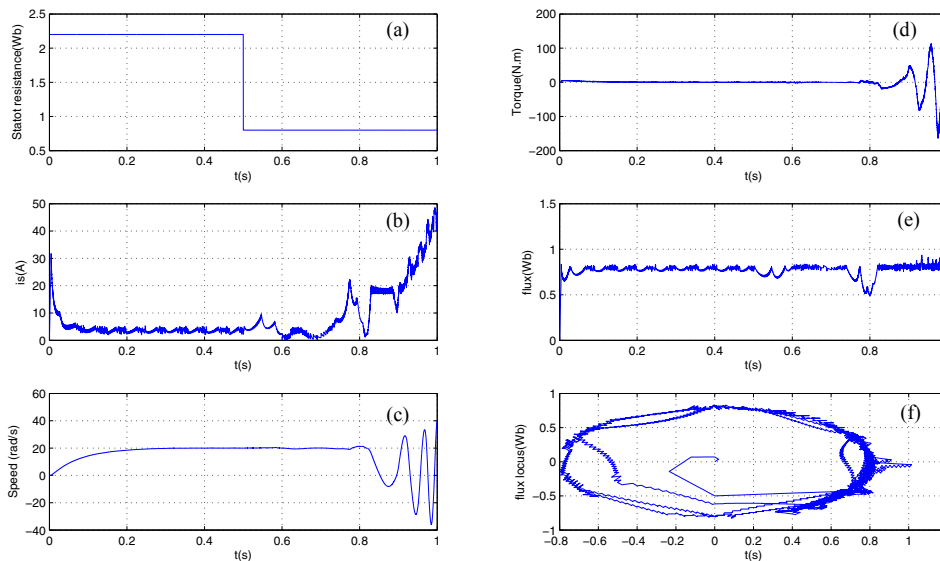 (a)
Statot resistance(Wb)
2.5
2
1.5
1
0.5
0 0.2 0.4 0.6 0.8 1
t(s)
(b)
is(A)
50
40
30
20
10
0
0 0.2 0.4 0.6 0.8 1
t(s)
(c)
Speed (rad/s)
60
40
20
0
−20
−40
0 0.2 0.4 0.6 0.8 1
t(s)
(d)
Torque(N.m)
200
100
0
−100
−200
0 0.2 0.4 0.6 0.8 1
t(s)
(e)
flux(Wb)
1.5
1
0.5
0
0 0.2 0.4 0.6 0.8 1
t(s)
(f)
flux locus(Wb)
1
0.5
0
−0.5
−1
−0.8 −0.6 −0.4 −0.2 0 0.2 0.4 0.6 0.8 1
t(s)